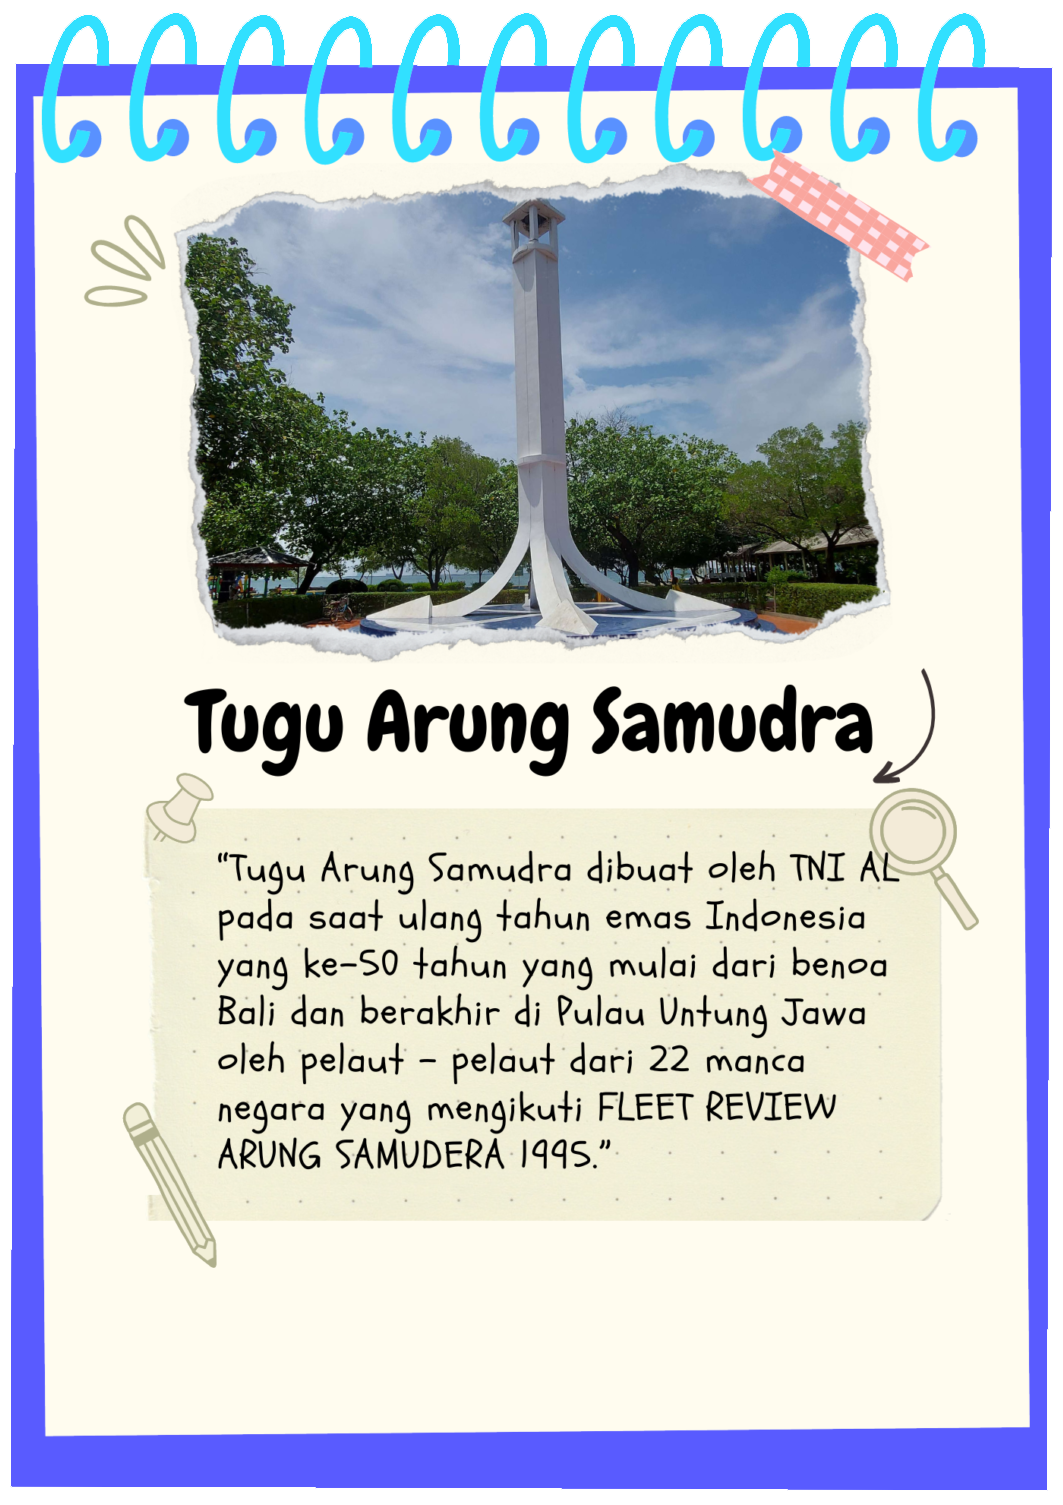 Tugu Arung Samudra
"Tugu Arung Samudra dibuat oleh TNI AL
pada saat ulang tahun emas Indonesia
yang ke-50 tahun yang mulai dari benoa
Bali dan berakhir di Pulau Untung Jawa
oleh pelaut - pelaut dari 22 manca
negara yang mengikuti FLEET REVIEW
ARUNG SAMUDERA 1995."